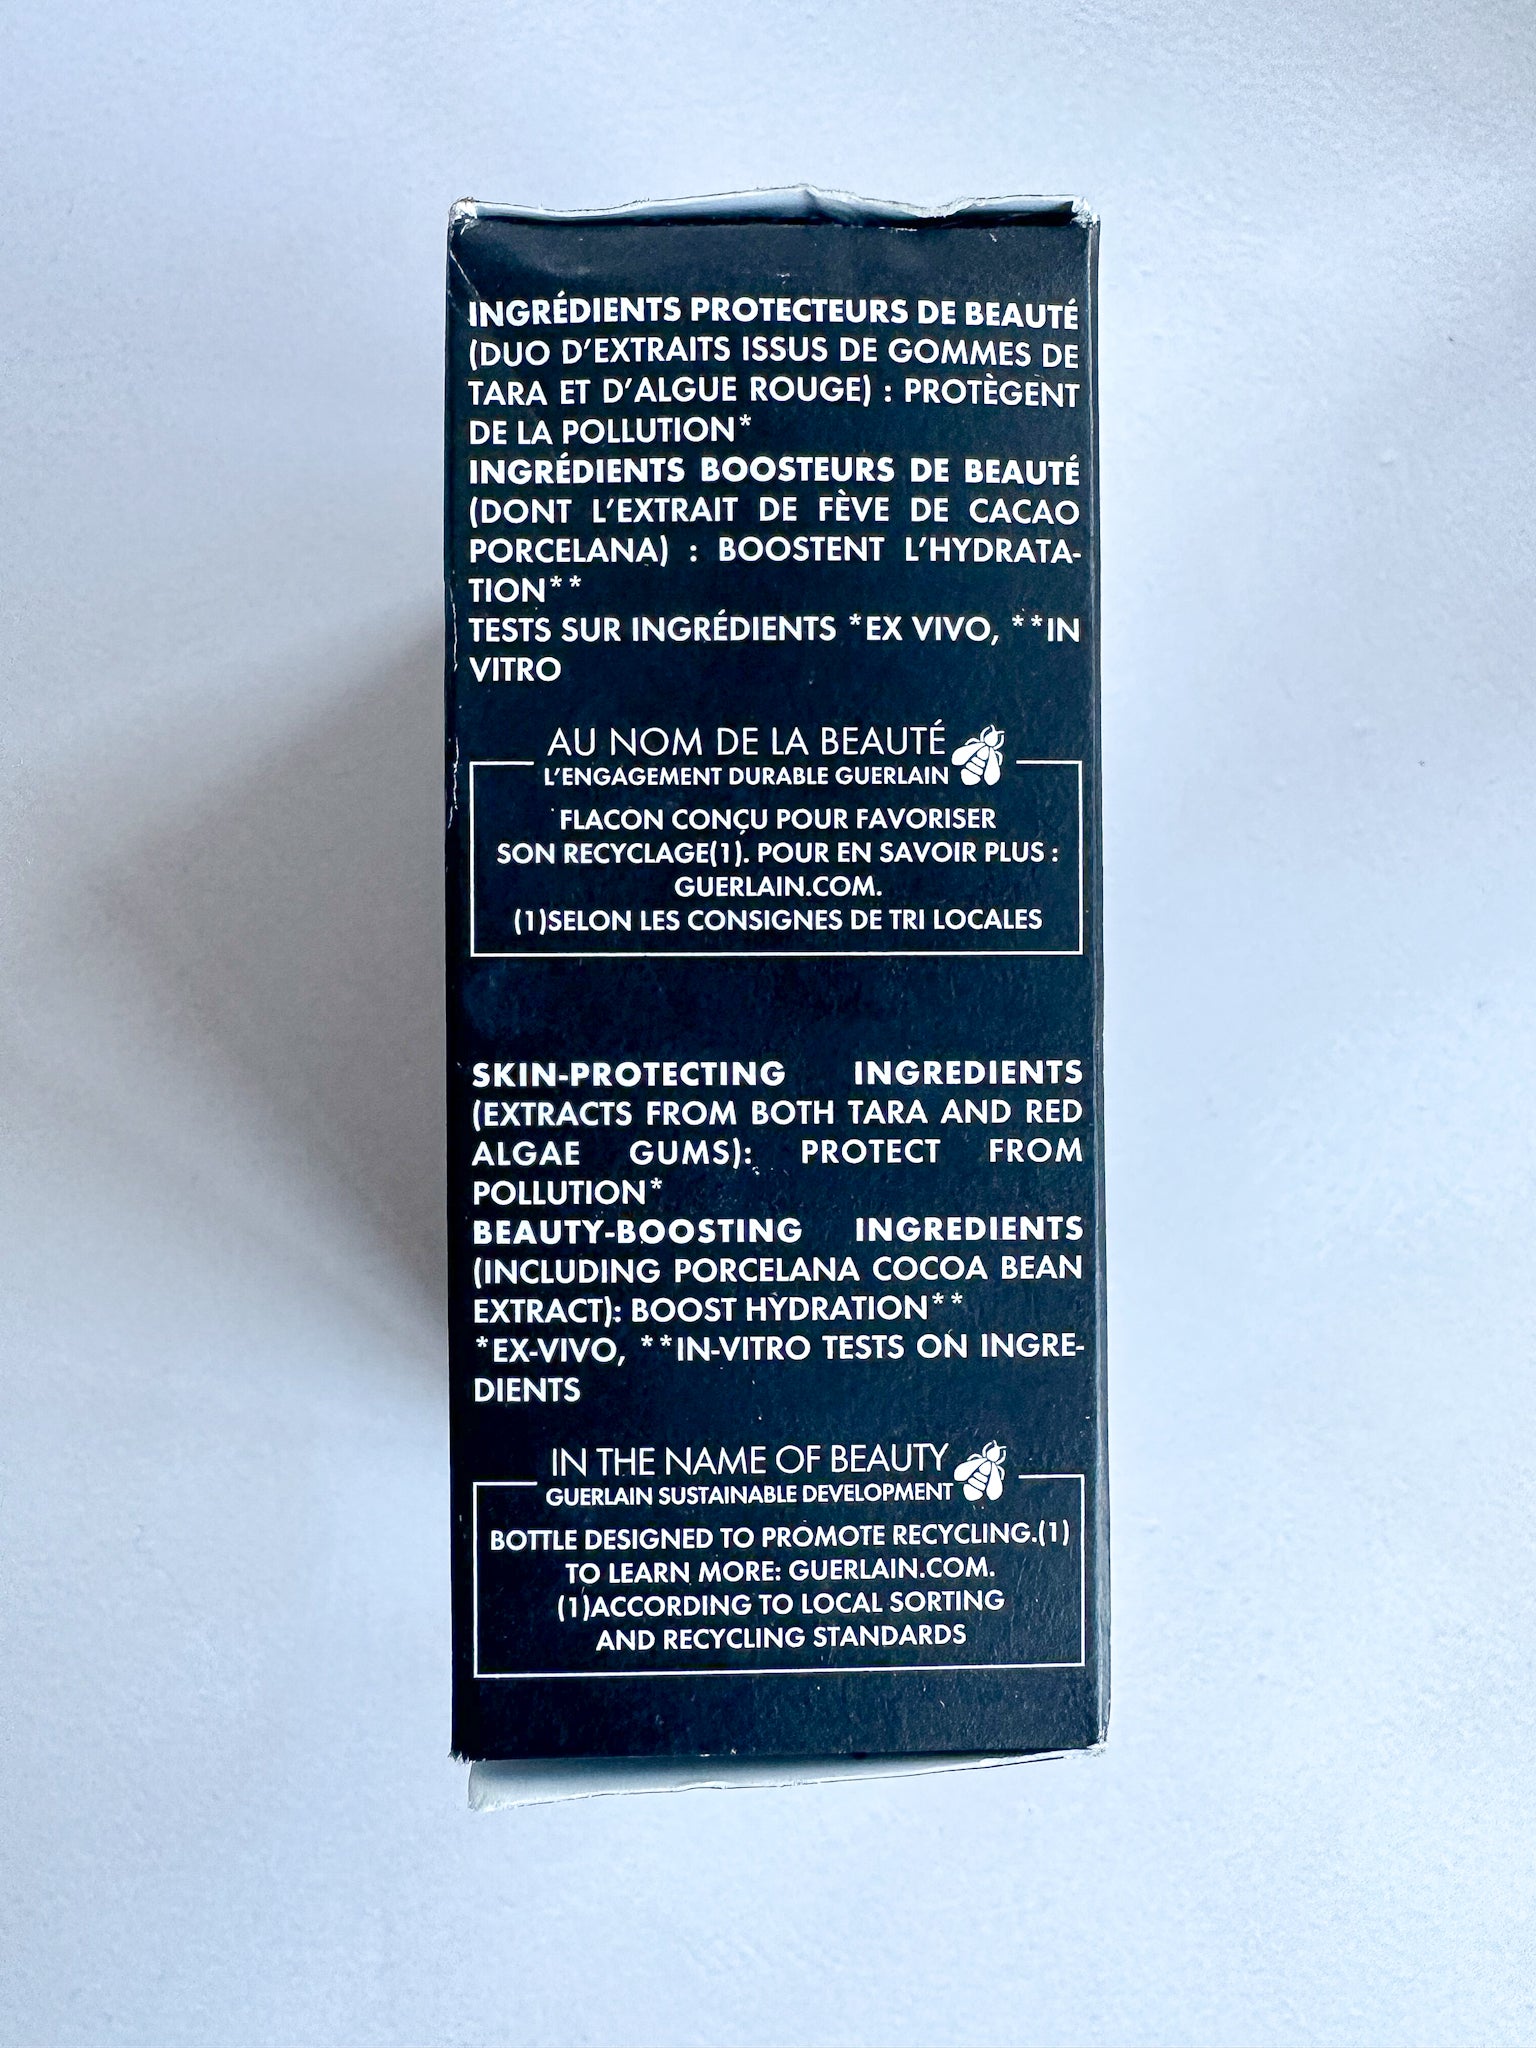 INGRÉDIENTS PROTECTEURS DE BEAUTÉ
(DUO D’EXTRAITS ISSUS DE GOMMES DE
TARA ET D’ALGUE ROUGE) : PROTÈGENT
DE LA POLLUTION*
INGRÉDIENTS BOOSTEURS DE BEAUTÉ
(DONT L’EXTRAIT DE FÈVE DE CACAO
PORCELANA) : BOOSTENT L’HYDRATA-
TION**
TESTS SUR INGRÉDIENTS *EX VIVO, **IN
VITRO
AU NOM DE LA BEAUTÉ
L’ENGAGEMENT DURABLE GUERLAIN
FLACON CONÇU POUR FAVORISER
SON RECYCLAGE(1). POUR EN SAVOIR PLUS :
GUERLAIN.COM.
(1)SELON LES CONSIGNES DE TRI LOCALES
SKIN-PROTECTING INGREDIENTS
(EXTRACTS FROM BOTH TARA AND RED
ALGAE GUMS): PROTECT FROM
POLLUTION*
BEAUTY-BOOSTING INGREDIENTS
(INCLUDING PORCELANA COCOA BEAN
EXTRACT): BOOST HYDRATION**
*EX-VIVO, **IN-VITRO TESTS ON INGRE-
DIENTS
IN THE NAME OF BEAUTY
GUERLAIN SUSTAINABLE DEVELOPMENT
BOTTLE DESIGNED TO PROMOTE RECYCLING.(1)
TO LEARN MORE: GUERLAIN.COM.
(1)ACCORDING TO LOCAL SORTING
AND RECYCLING STANDARDS